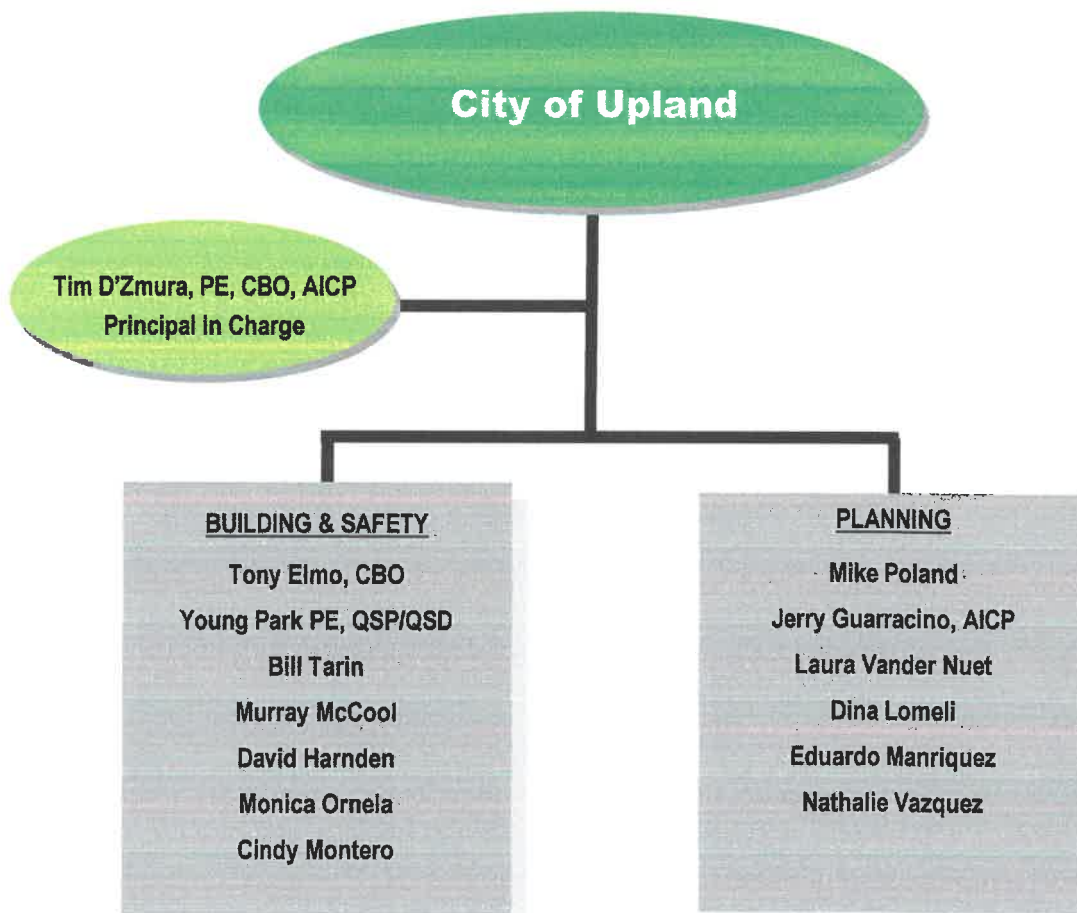 City of Upland
Tim D'Zmura, PE, CBO, AICP
Principal In Charge
BUILDING & SAFETY
Tony Elmo, CBO
Young Park PE, QSP/QSD
Bill Tarin
Murray McCool
David Harnden
Monica Ornela
Cindy Montero
PLANNING
Mike Poland
Jerry Guarracino, AICP
Laura Vander Nuet
Dina Lomeli
Eduardo Manriquez
Nathalie Vazquez